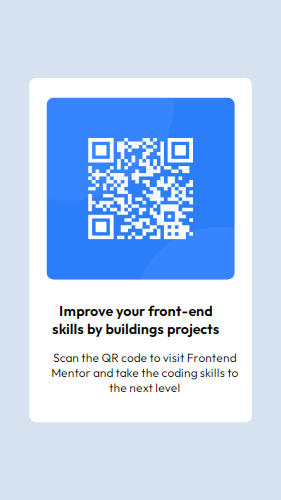 Improve your front-end
skills by buildings projects
Scan the QR code to visit Frontend
Mentor and take the coding skills to
the next level